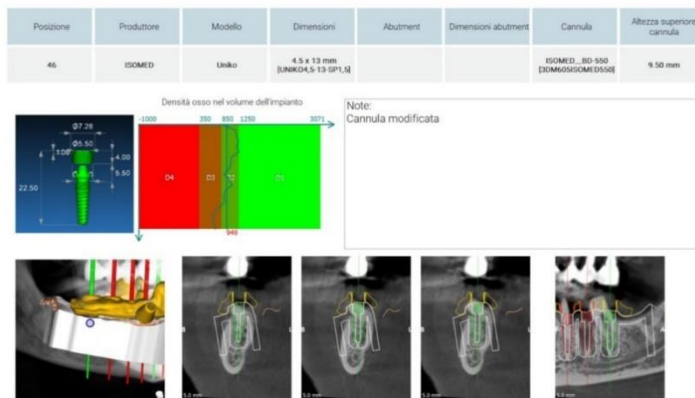 Posizione Produttore Modello Dimensioni Abutment Dimensioni abutment Cannula Altezza superiore cannula
46 ISOMED Uniko 4.5 x 13 mm [UNIKO4,5-13-SP1,5] ISOMED__BD-550 [3DM605ISOMED550] 9.50 mm
Densità osso nel volume dell'impianto
-1000 350 850 1250 3071
D4 D3 D2 D1
940
Note:
Cannula modificata
Ø7.26
Ø5.50
1.00
4.00
5.50
22.50
B L
5.0 mm
B L
5.0 mm
B L
5.0 mm
A
5.0 mm